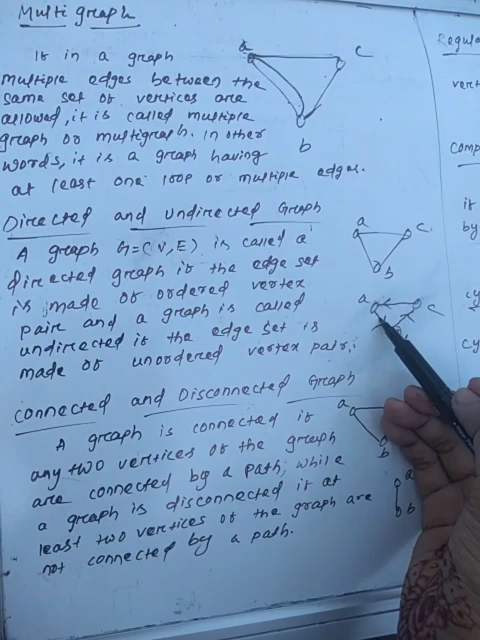 Multi graph
If in a graph
multiple edges between the
same set of vertices are
allowed, it is called multiple
graph or multigraph. In other
words, it is a graph having
at least one loop or multiple edges.
a
c
b
Directed and Undirected Graph
A graph G=(V,E) is called a
directed graph if the edge set
is made of ordered vertex
pair and a graph is called
undirected if the edge set is
made of unordered vertex pair;
a
c.
b
a
c
Connected and Disconnected Graph
A graph is connected if
any two vertices of the graph
are connected by a path; while
a graph is disconnected if at
least two vertices of the graph are
not connected by a path.
a
b
a
b
Regula
vert
comp
it
by
cy
cy